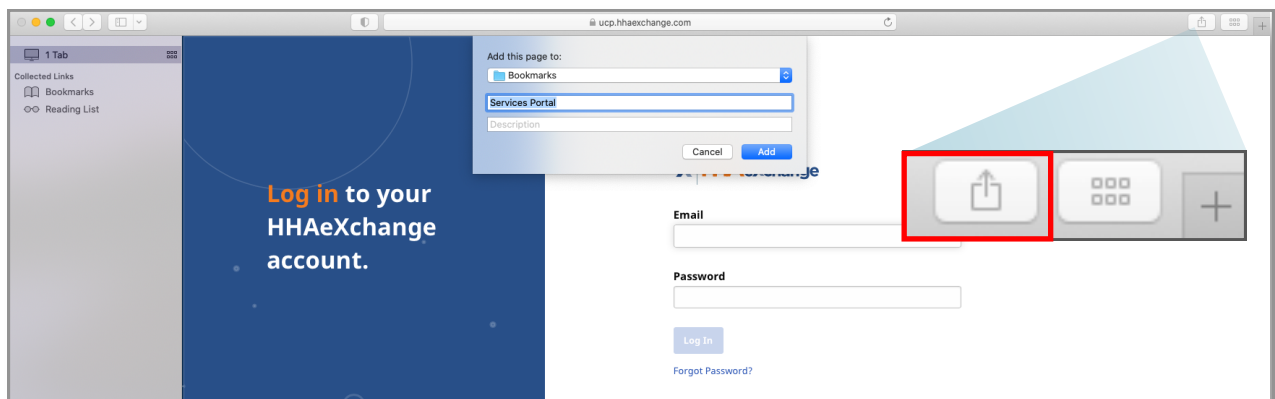 ucp.hhaexchange.com
1 Tab
Collected Links
Bookmarks
Reading List
Add this page to:
Bookmarks
Services Portal
Description
Cancel
Add
Log in to your
HHAeXchange
account.
Email
Password
Log In
Forgot Password?